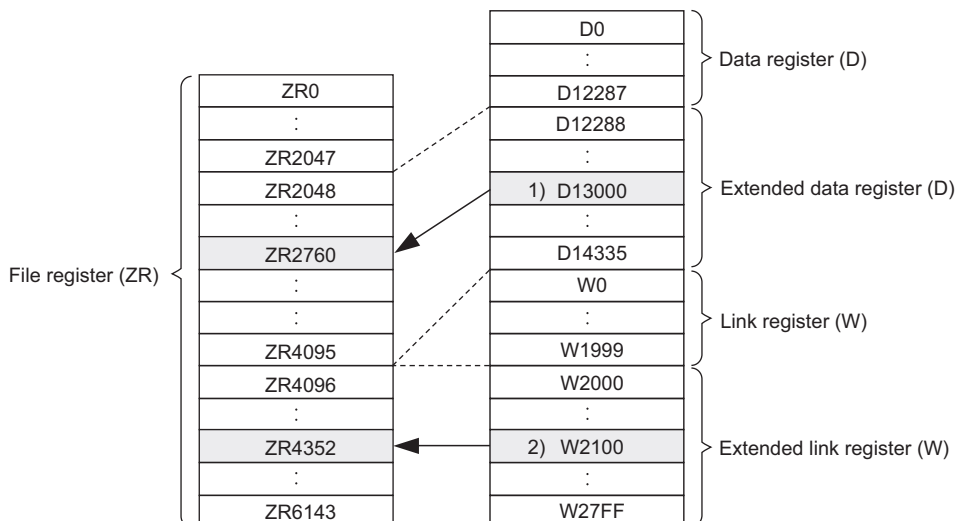 File register (ZR)
ZR0
:
ZR2047
ZR2048
:
ZR2760
:
:
ZR4095
ZR4096
:
ZR4352
:
ZR6143
D0
:
D12287
D12288
:
1) D13000
:
D14335
W0
:
W1999
W2000
:
2) W2100
:
W27FF
Data register (D)
Extended data register (D)
Link register (W)
Extended link register (W)